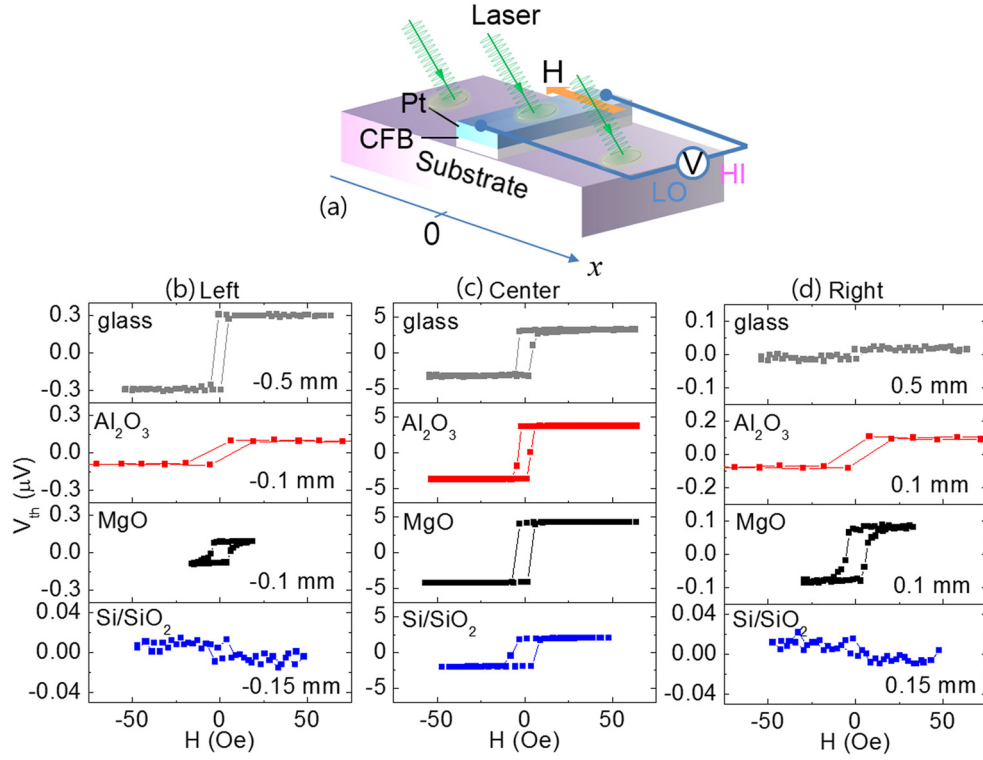 Laser
H
Pt
CFB
Substrate
V
HI
LO
(a)
0
x
(b) Left
(c) Center
(d) Right
V_th (μV)
glass
0.3
0.0
-0.3
-0.5 mm
Al₂O₃
0.3
0.0
-0.3
-0.1 mm
MgO
0.3
0.0
-0.3
-0.1 mm
Si/SiO₂
0.04
0.00
-0.04
-0.15 mm
-50 0 50
H (Oe)
glass
5
0
-5
Al₂O₃
5
0
-5
MgO
5
0
-5
Si/SiO₂
5
0
-5
-50 0 50
H (Oe)
glass
0.1
0.0
-0.1
0.5 mm
Al₂O₃
0.2
0.0
-0.2
0.1 mm
MgO
0.1
0.0
-0.1
0.1 mm
Si/SiO₂
0.04
0.00
-0.04
0.15 mm
-50 0 50
H (Oe)